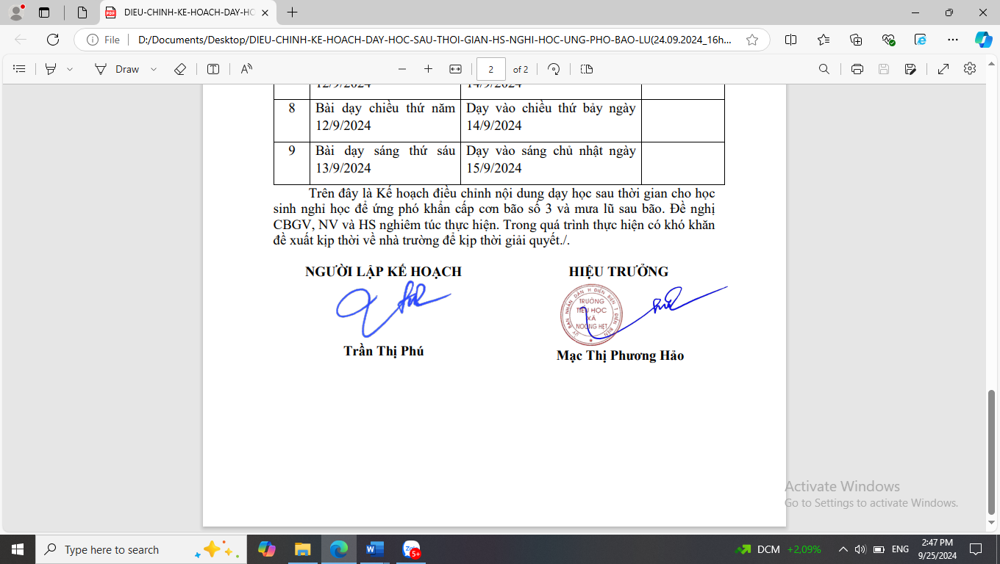 DIEU-CHINH-KE-HOACH-DAY-HC
File
D:/Documents/Desktop/DIEU-CHINH-KE-HOACH-DAY-HOC-SAU-THOI-GIAN-HS-NGHI-HOC-UNG-PHO-BAO-LU(24.09.2024_16h...
Draw
2 of 2
12/9/2024 14/9/2024
8 Bài dạy chiều thứ năm Dạy vào chiều thứ bảy ngày
12/9/2024 14/9/2024
9 Bài dạy sáng thứ sáu Dạy vào sáng chủ nhật ngày
13/9/2024 15/9/2024
Trên đây là Kế hoạch điều chỉnh nội dung dạy học sau thời gian cho học
sinh nghỉ học để ứng phó khẩn cấp cơn bão số 3 và mưa lũ sau bão. Đề nghị
CBGV, NV và HS nghiêm túc thực hiện. Trong quá trình thực hiện có khó khăn
đề xuất kịp thời về nhà trường để kịp thời giải quyết./.
NGƯỜI LẬP KẾ HOẠCH HIỆU TRƯỞNG
TRƯỜNG
TIỂU HỌC
XÃ
NOONG HẸT
Trần Thị Phú
Mạc Thị Phương Hảo
Activate Windows
Go to Settings to activate Windows.
Type here to search
5+
DCM +2.09%
ENG
2:47 PM
9/25/2024